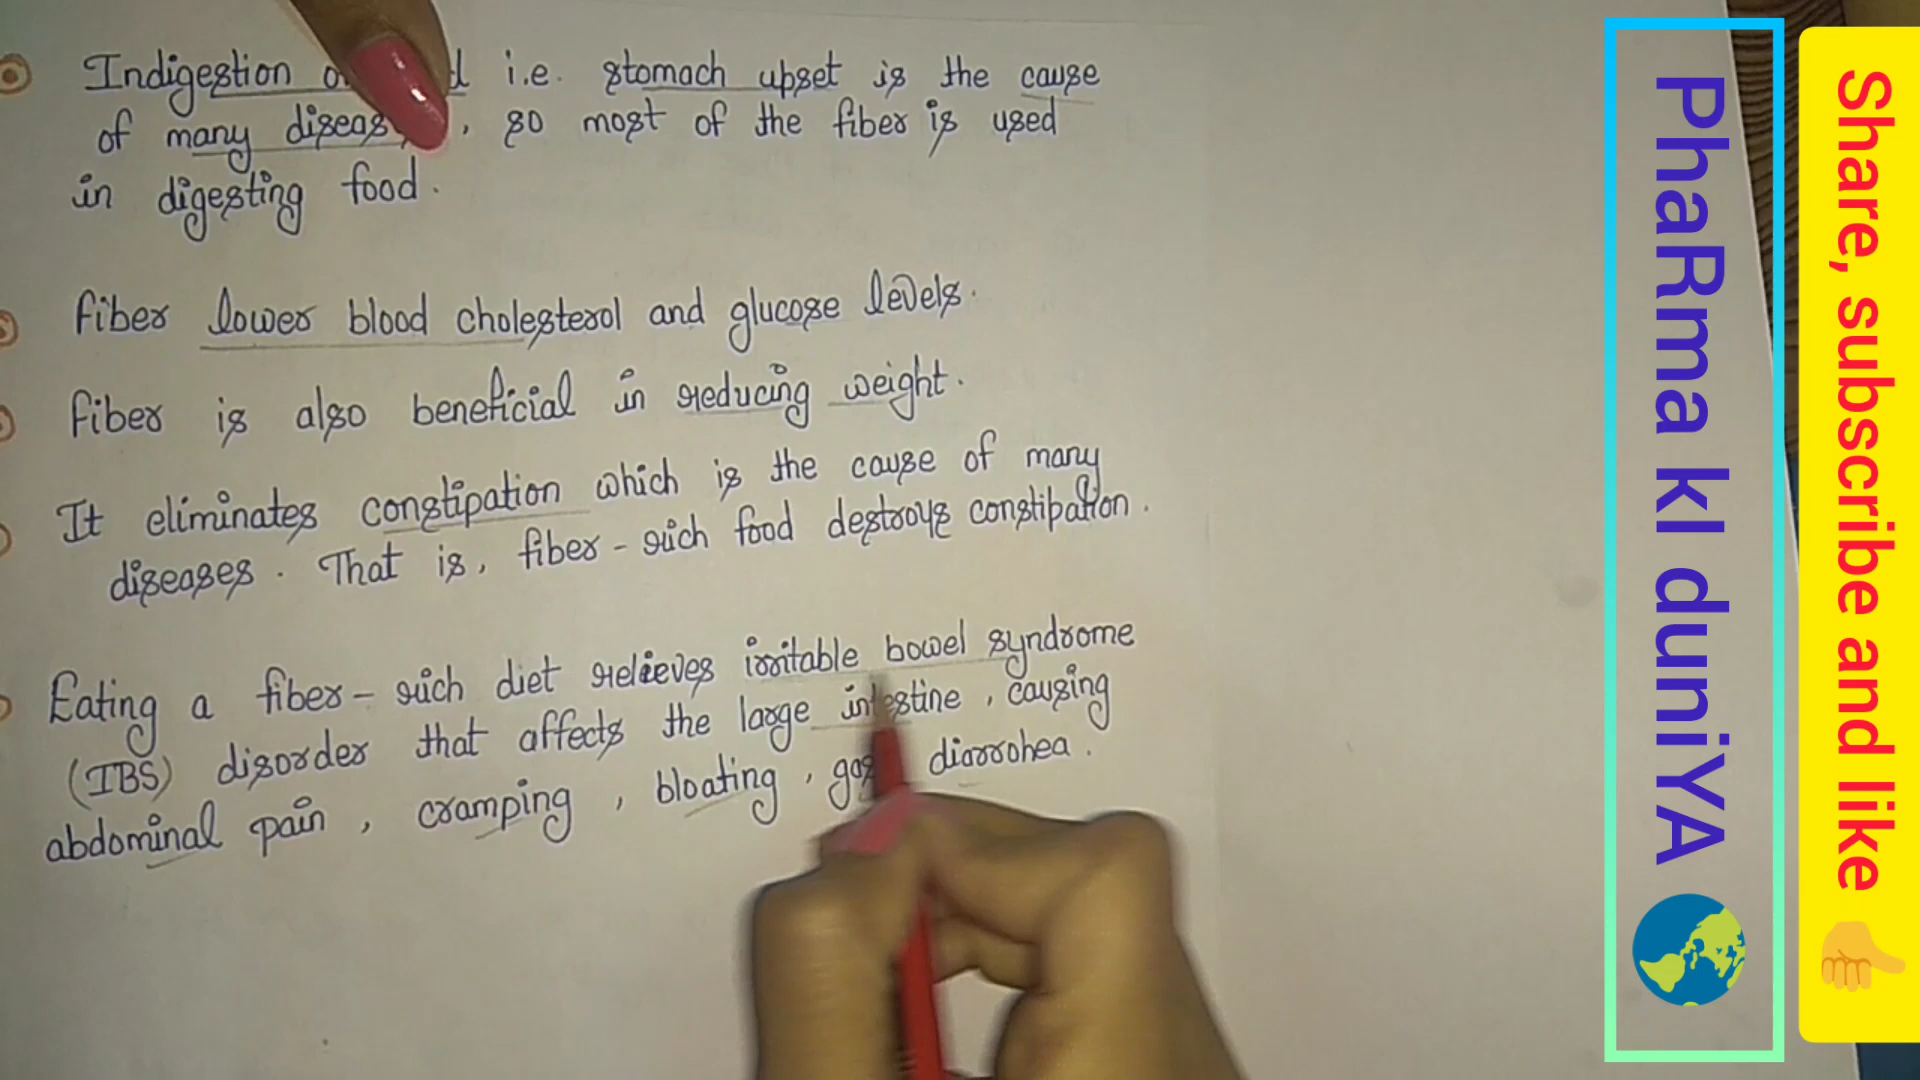 Indigestion i.e. stomach upset is the cause
of many , so most of the fiber is used
in digesting food.
fiber lower blood cholesterol and glucose levels.
fiber is also beneficial in reducing weight.
It eliminates constipation which is the cause of many
diseases. That is, fiber-rich food destroys constipation.
Eating a fiber-rich diet relieves irritable bowel syndrome
(IBS) disorder that affects the large intestine, causing
abdominal pain, cramping, bloating, gas diarrohea.
PhaRma kI duniYA
Share, subscribe and like